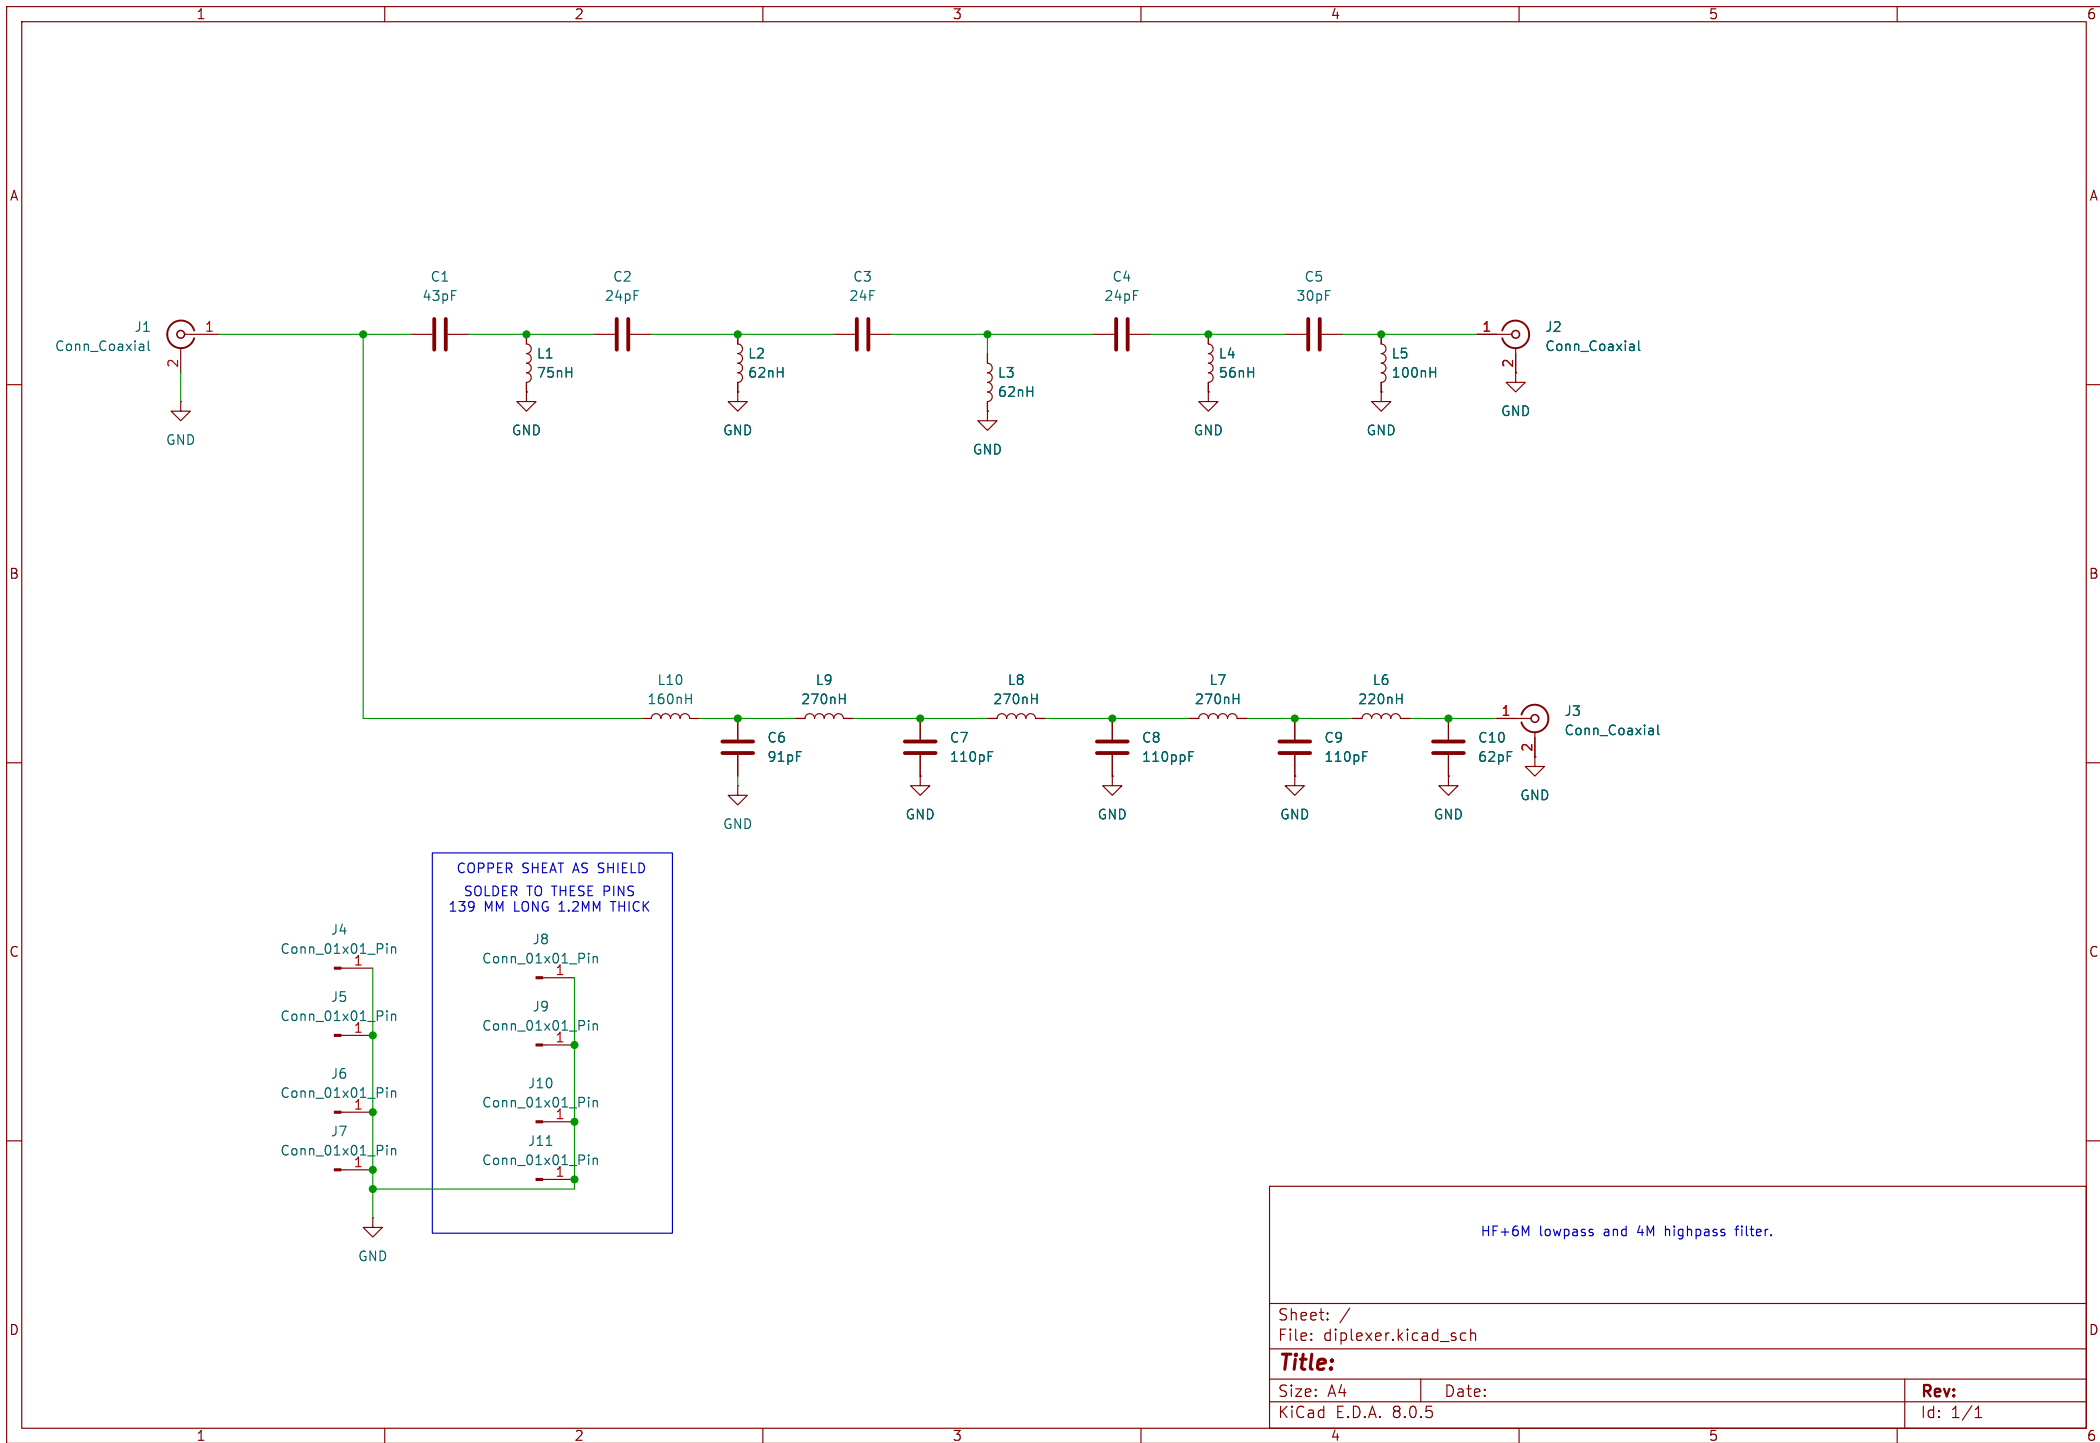 1 2 3 4 5 6
A A
C1 C2 C3 C4 C5
43pF 24pF 24F 24pF 30pF
J1 1 1 J2
Conn_Coaxial Conn_Coaxial
2 L1 L2 L4 L5 2
75nH 62nH 56nH 100nH
L3
62nH
GND
GND GND GND GND
GND
GND
B B
L10 L9 L8 L7 L6
160nH 270nH 270nH 270nH 220nH
1 J3
Conn_Coaxial
C6 C7 C8 C9 C10 2
91pF 110pF 110ppF 110pF 62pF
GND
GND GND GND GND
GND
COPPER SHEAT AS SHIELD
SOLDER TO THESE PINS
139 MM LONG 1.2MM THICK
J4
Conn_01x01_Pin
1
J8
Conn_01x01_Pin
1
C C
J5
Conn_01x01_Pin
1
J9
Conn_01x01_Pin
1
J6
Conn_01x01_Pin
1
J10
Conn_01x01_Pin
1
J7
Conn_01x01_Pin
1
J11
Conn_01x01_Pin
1
GND
HF+6M lowpass and 4M highpass filter.
D D
Sheet: /
File: diplexer.kicad_sch
Title:
Size: A4 Date: Rev:
KiCad E.D.A. 8.0.5 Id: 1/1
1 2 3 4 5 6